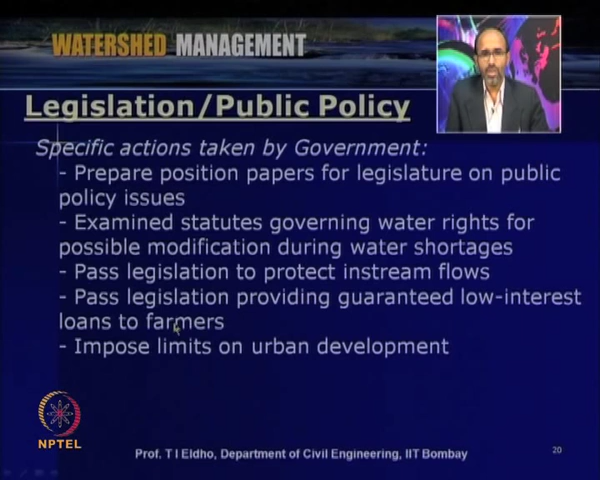 WATERSHED MANAGEMENT
Legislation/Public Policy
Specific actions taken by Government:
- Prepare position papers for legislature on public
policy issues
- Examined statutes governing water rights for
possible modification during water shortages
- Pass legislation to protect instream flows
- Pass legislation providing guaranteed low-interest
loans to farmers
- Impose limits on urban development
NPTEL
Prof. T I Eldho, Department of Civil Engineering, IIT Bombay
20